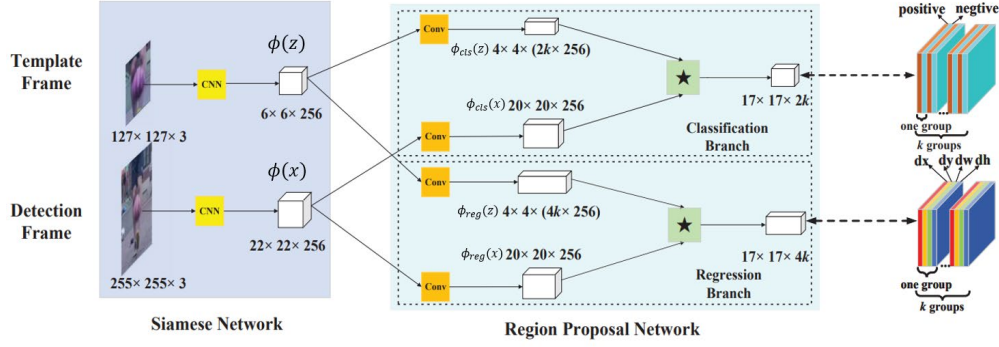 Template
Frame
127× 127× 3
CNN
ϕ(z)
6× 6× 256
Detection
Frame
255× 255× 3
CNN
ϕ(x)
22× 22× 256
Siamese Network
Conv
ϕcls(z) 4× 4× (2k× 256)
ϕcls(x) 20× 20× 256
Conv
★
17× 17× 2k
Classification
Branch
Conv
ϕreg(z) 4× 4× (4k× 256)
ϕreg(x) 20× 20× 256
Conv
★
17× 17× 4k
Regression
Branch
Region Proposal Network
positive negtive
...
one group
k groups
dx dy dw dh
...
one group
k groups